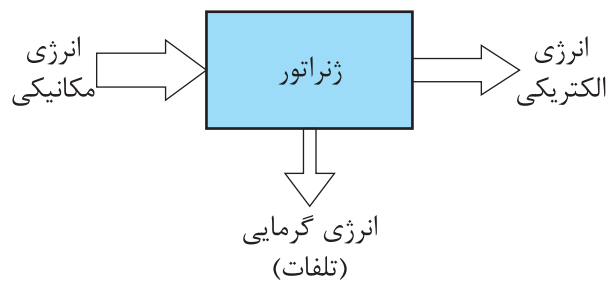 انرژی
مکانیکی
ژنراتور
انرژی
الکتریکی
انرژی گرمایی
(تلفات)